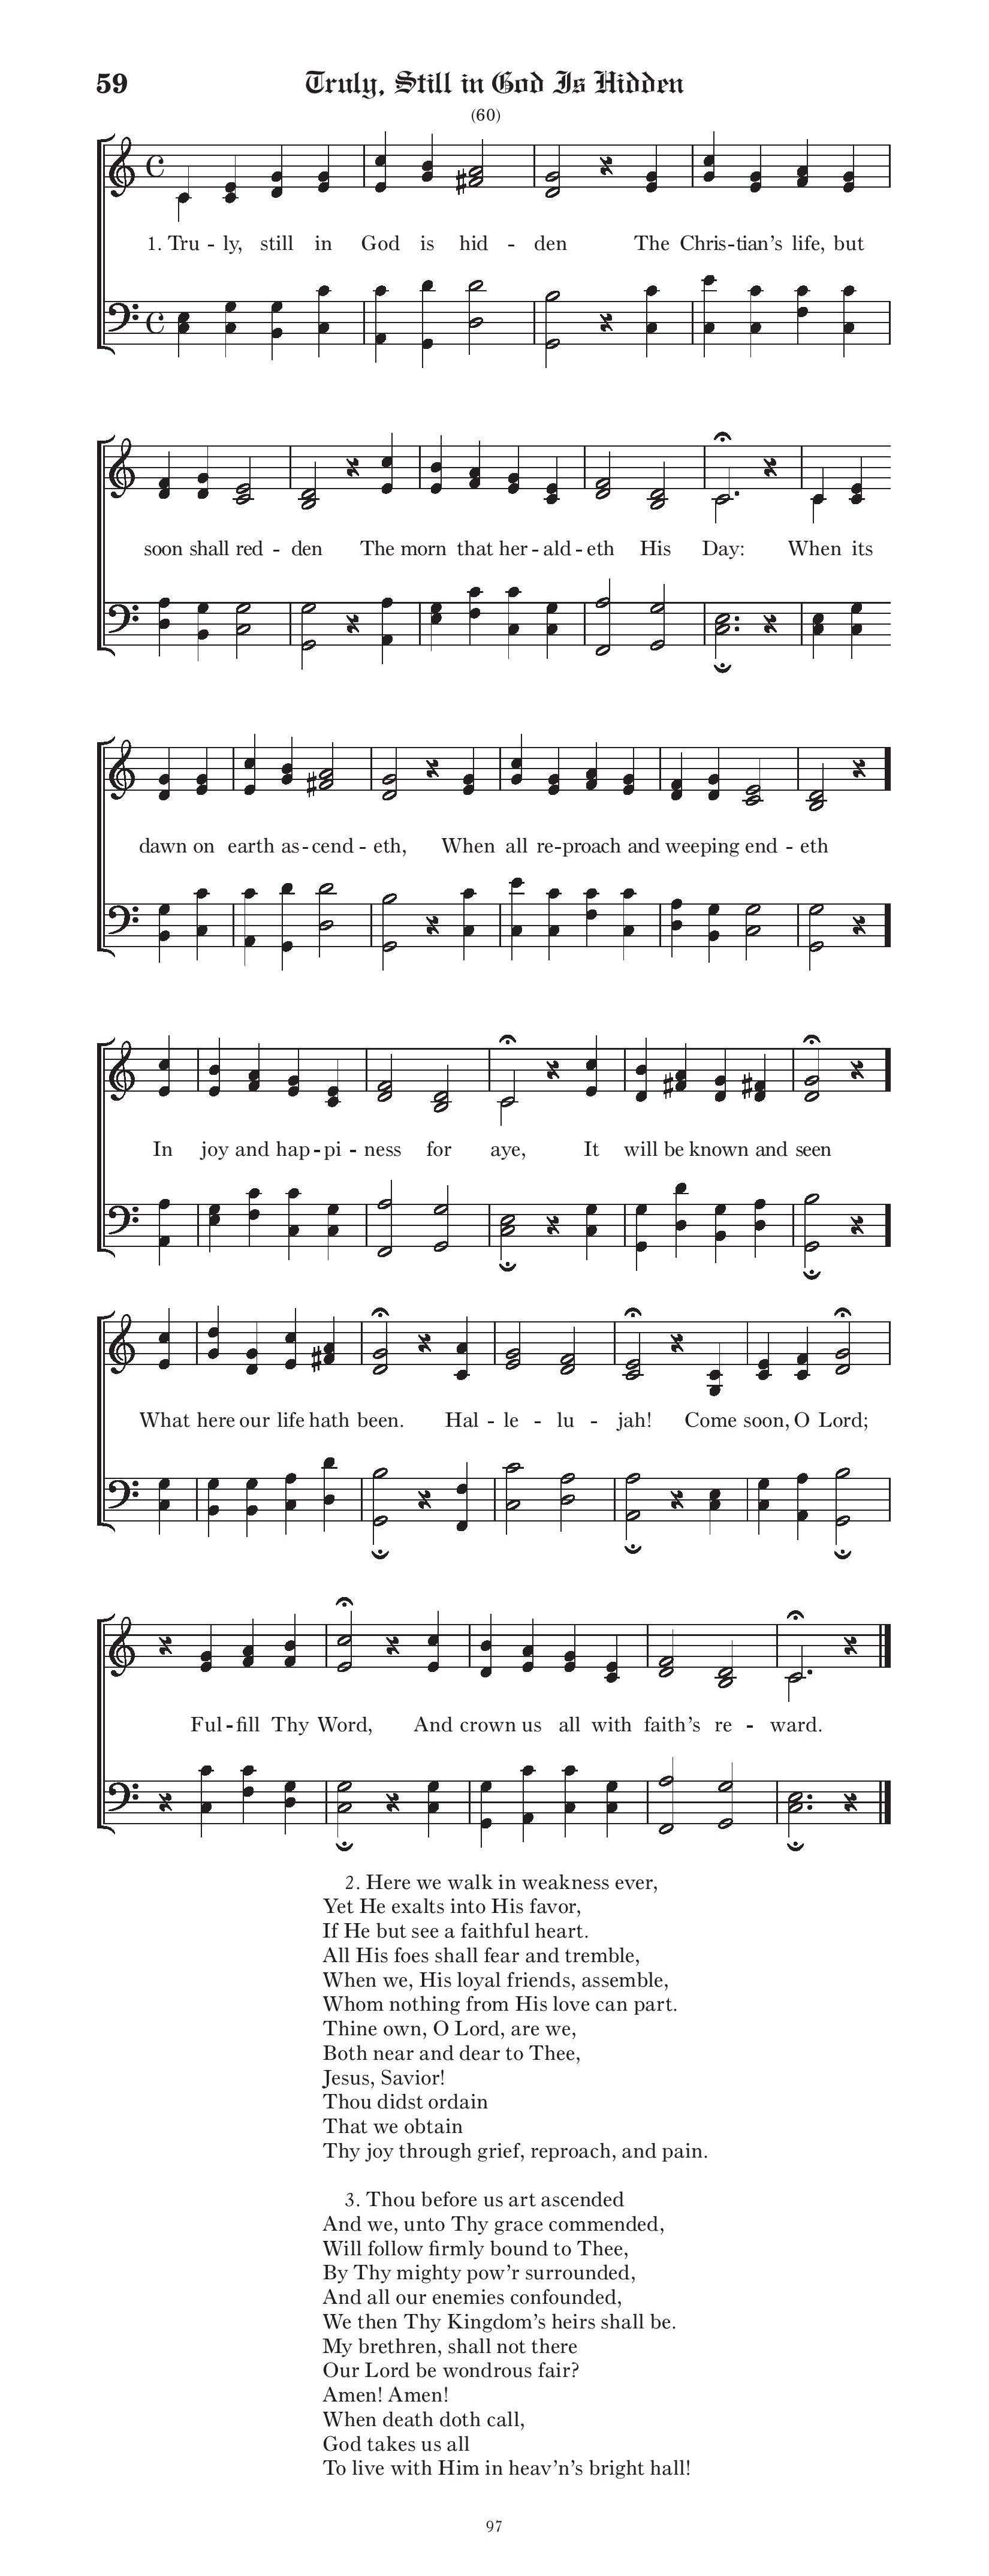 59 Truly, Still in God Is Hidden
(60)
1. Tru - ly, still in God is hid - den The Chris - tian's life, but
soon shall red - den The morn that her - ald - eth His Day: When its
dawn on earth as - cend - eth, When all re - proach and weeping end - eth
In joy and hap - pi - ness for aye, It will be known and seen
What here our life hath been. Hal - le - lu - jah! Come soon, O Lord;
Ful - fill Thy Word, And crown us all with faith's re - ward.
2. Here we walk in weakness ever,
Yet He exalts into His favor,
If He but see a faithful heart.
All His foes shall fear and tremble,
When we, His loyal friends, assemble,
Whom nothing from His love can part.
Thine own, O Lord, are we,
Both near and dear to Thee,
Jesus, Savior!
Thou didst ordain
That we obtain
Thy joy through grief, reproach, and pain.
3. Thou before us art ascended
And we, unto Thy grace commended,
Will follow firmly bound to Thee,
By Thy mighty pow'r surrounded,
And all our enemies confounded,
We then Thy Kingdom's heirs shall be.
My brethren, shall not there
Our Lord be wondrous fair?
Amen! Amen!
When death doth call,
God takes us all
To live with Him in heav'n's bright hall!
97